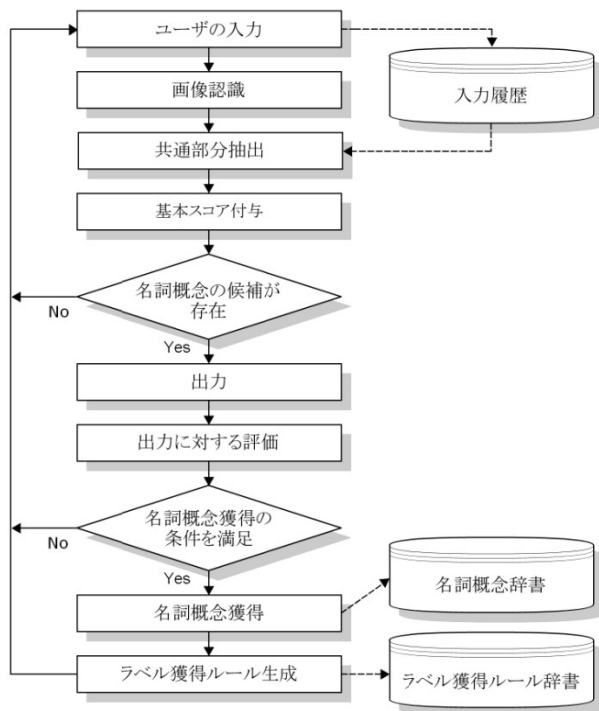 ユーザの入力
入力履歴
画像認識
共通部分抽出
基本スコア付与
名詞概念の候補が
存在
No
Yes
出力
出力に対する評価
名詞概念獲得の
条件を満足
No
Yes
名詞概念辞書
名詞概念獲得
ラベル獲得ルール生成
ラベル獲得ルール辞書